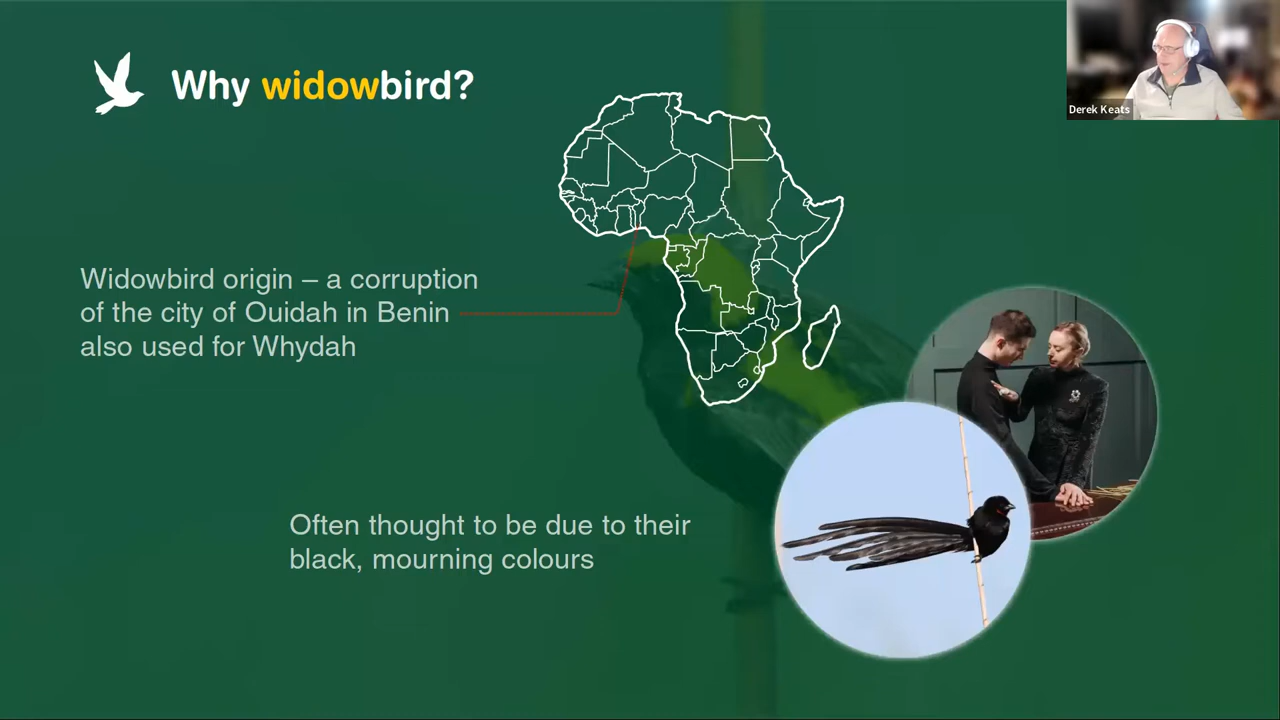 Why widowbird?
Derek Keats
Widowbird origin – a corruption
of the city of Ouidah in Benin
also used for Whydah
Often thought to be due to their
black, mourning colours